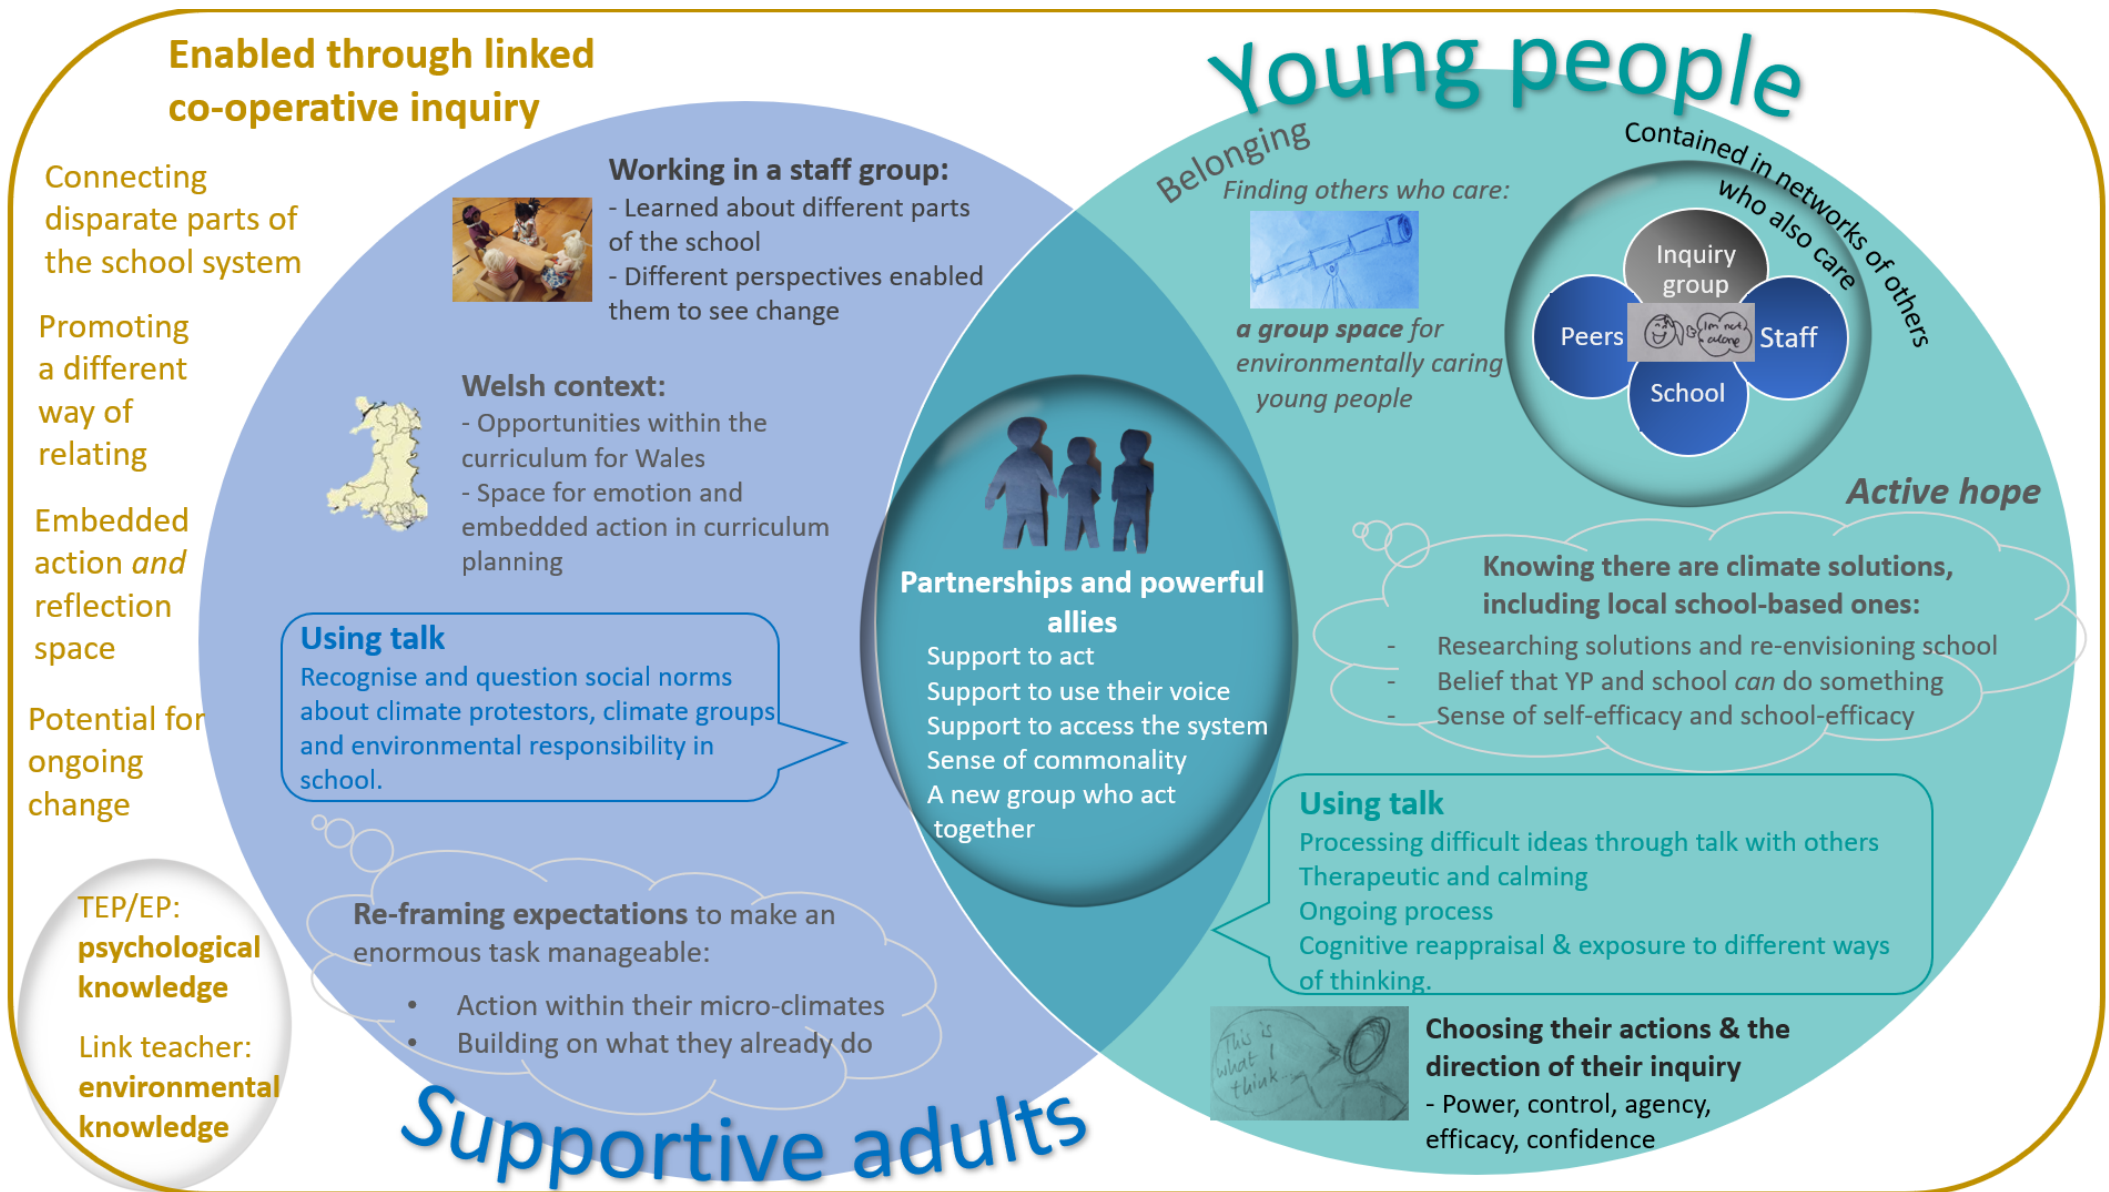 Enabled through linked
co-operative inquiry
Connecting
disparate parts of
the school system
Promoting
a different
way of
relating
Embedded
action and
reflection
space
Potential for
ongoing
change
TEP/EP:
psychological
knowledge
Link teacher:
environmental
knowledge
Working in a staff group:
- Learned about different parts
of the school
- Different perspectives enabled
them to see change
Welsh context:
- Opportunities within the
curriculum for Wales
- Space for emotion and
embedded action in curriculum
planning
Using talk
Recognise and question social norms
about climate protestors, climate groups
and environmental responsibility in
school.
Re-framing expectations to make an
enormous task manageable:
• Action within their micro-climates
• Building on what they already do
Supportive adults
Partnerships and powerful
allies
Support to act
Support to use their voice
Support to access the system
Sense of commonality
A new group who act
together
Young people
Belonging
Finding others who care:
a group space for
environmentally caring
young people
Contained in networks of others
who also care
Inquiry
group
Peers
I'm not
alone
Staff
School
Active hope
Knowing there are climate solutions,
including local school-based ones:
- Researching solutions and re-envisioning school
- Belief that YP and school can do something
- Sense of self-efficacy and school-efficacy
Using talk
Processing difficult ideas through talk with others
Therapeutic and calming
Ongoing process
Cognitive reappraisal & exposure to different ways
of thinking.
This is
what I
think...
Choosing their actions & the
direction of their inquiry
- Power, control, agency,
efficacy, confidence